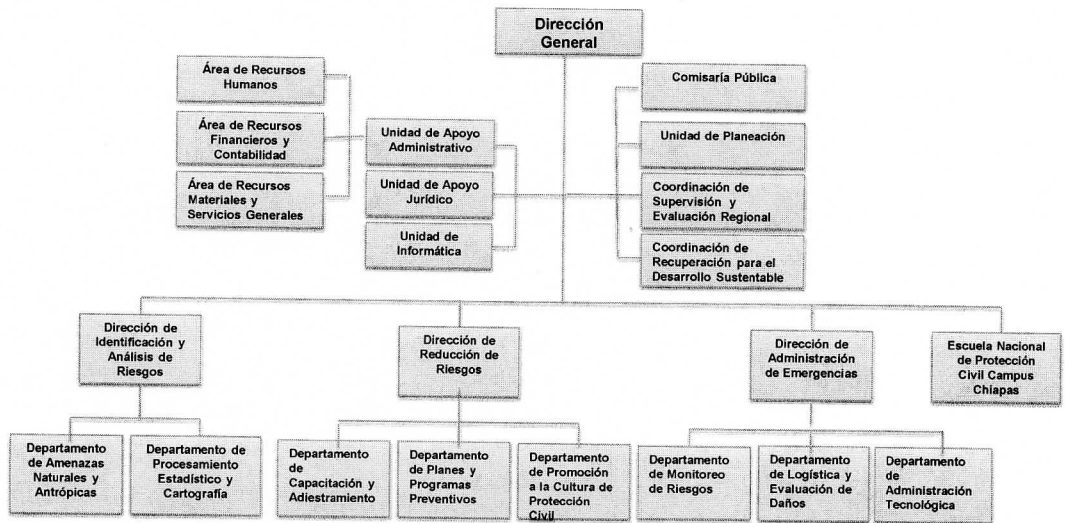 Dirección
General
Área de Recursos
Humanos
Área de Recursos
Financieros y
Contabilidad
Área de Recursos
Materiales y
Servicios Generales
Unidad de Apoyo
Administrativo
Unidad de Apoyo
Jurídico
Unidad de
Informática
Comisaría Pública
Unidad de Planeación
Coordinación de
Supervisión y
Evaluación Regional
Coordinación de
Recuperación para el
Desarrollo Sustentable
Dirección de
Identificación y
Análisis de
Riesgos
Dirección de
Reducción de
Riesgos
Dirección de
Administración
de Emergencias
Escuela Nacional
de Protección
Civil Campus
Chiapas
Departamento
de Amenazas
Naturales y
Antrópicas
Departamento de
Procesamiento
Estadístico y
Cartografía
Departamento
de
Capacitación y
Adiestramiento
Departamento
de Planes y
Programas
Preventivos
Departamento
de Promoción
a la Cultura de
Protección
Civil
Departamento
de Monitoreo
de Riesgos
Departamento
de Logística y
Evaluación de
Daños
Departamento
de
Administración
Tecnológica